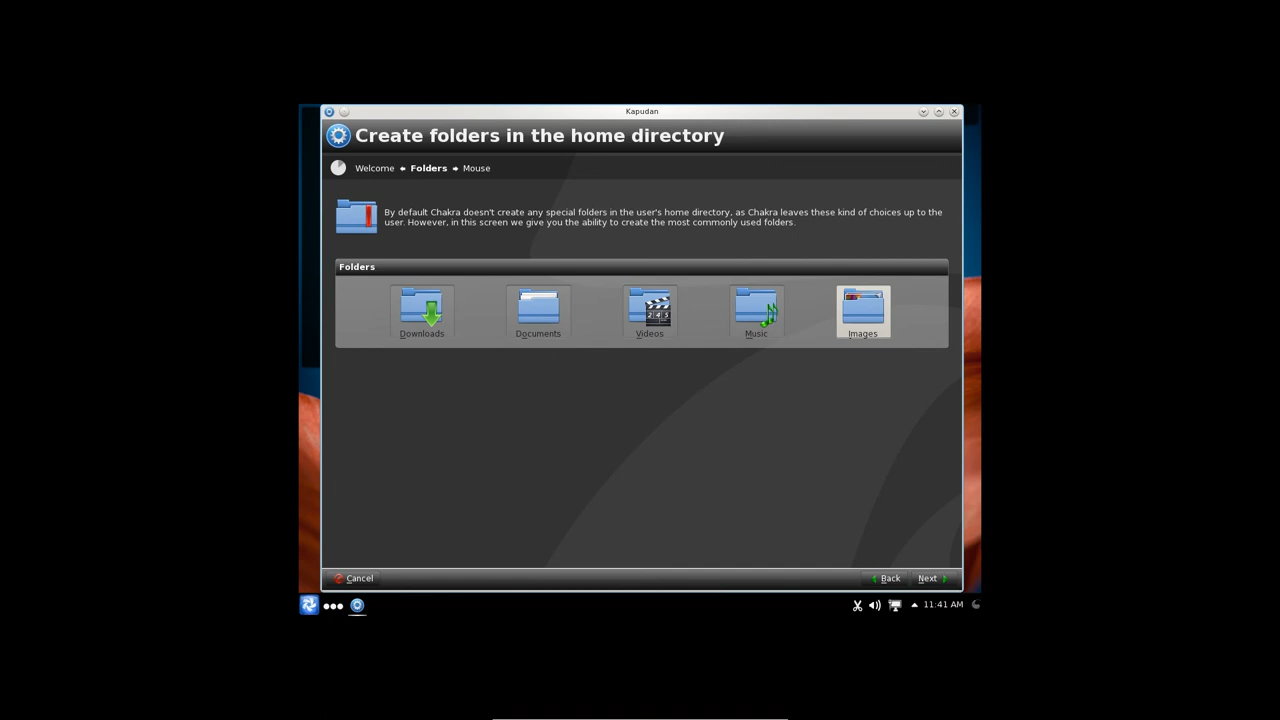 Kapudan
Create folders in the home directory
Welcome Folders Mouse
By default Chakra doesn't create any special folders in the user's home directory, as Chakra leaves these kind of choices up to the
user. However, in this screen we give you the ability to create the most commonly used folders.
Folders
Downloads Documents Videos Music Images
Cancel Back Next
11:41 AM